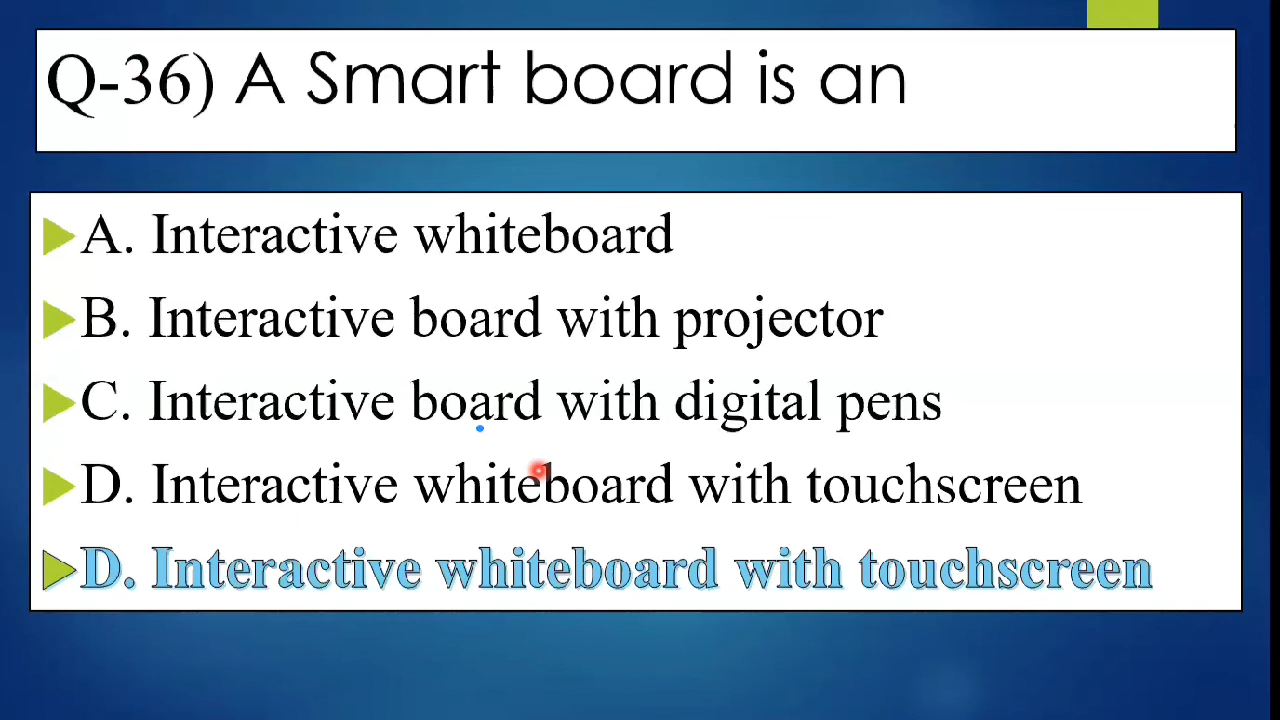 Q-36) A Smart board is an
A. Interactive whiteboard
B. Interactive board with projector
C. Interactive board with digital pens
D. Interactive whiteboard with touchscreen
D. Interactive whiteboard with touchscreen